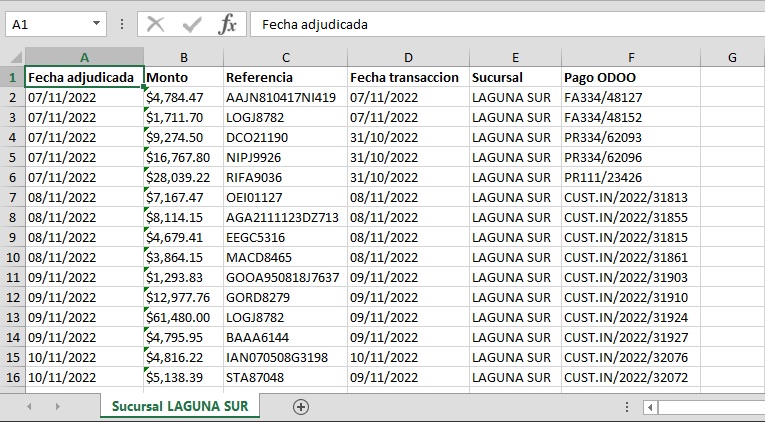 A1 fx Fecha adjudicada
A B C D E F G
1 Fecha adjudicada Monto Referencia Fecha transaccion Sucursal Pago ODOO
2 07/11/2022 $4,784.47 AAJN810417NI419 07/11/2022 LAGUNA SUR FA334/48127
3 07/11/2022 $1,711.70 LOGJ8782 07/11/2022 LAGUNA SUR FA334/48152
4 07/11/2022 $9,274.50 DCO21190 31/10/2022 LAGUNA SUR PR334/62093
5 07/11/2022 $16,767.80 NIPJ9926 31/10/2022 LAGUNA SUR PR334/62096
6 07/11/2022 $28,039.22 RIFA9036 31/10/2022 LAGUNA SUR PR111/23426
7 08/11/2022 $7,167.47 OEI01127 08/11/2022 LAGUNA SUR CUST.IN/2022/31813
8 08/11/2022 $8,114.15 AGA2111123DZ713 08/11/2022 LAGUNA SUR CUST.IN/2022/31855
9 08/11/2022 $4,679.41 EEGC5316 08/11/2022 LAGUNA SUR CUST.IN/2022/31815
10 08/11/2022 $3,864.15 MACD8465 08/11/2022 LAGUNA SUR CUST.IN/2022/31861
11 09/11/2022 $1,293.83 GOOA950818J7637 09/11/2022 LAGUNA SUR CUST.IN/2022/31903
12 09/11/2022 $12,977.76 GORD8279 09/11/2022 LAGUNA SUR CUST.IN/2022/31910
13 09/11/2022 $61,480.00 LOGJ8782 09/11/2022 LAGUNA SUR CUST.IN/2022/31924
14 09/11/2022 $4,795.95 BAAA6144 09/11/2022 LAGUNA SUR CUST.IN/2022/31927
15 10/11/2022 $4,816.22 IAN070508G3198 10/11/2022 LAGUNA SUR CUST.IN/2022/32076
16 10/11/2022 $5,138.39 STA87048 09/11/2022 LAGUNA SUR CUST.IN/2022/32072
Sucursal LAGUNA SUR